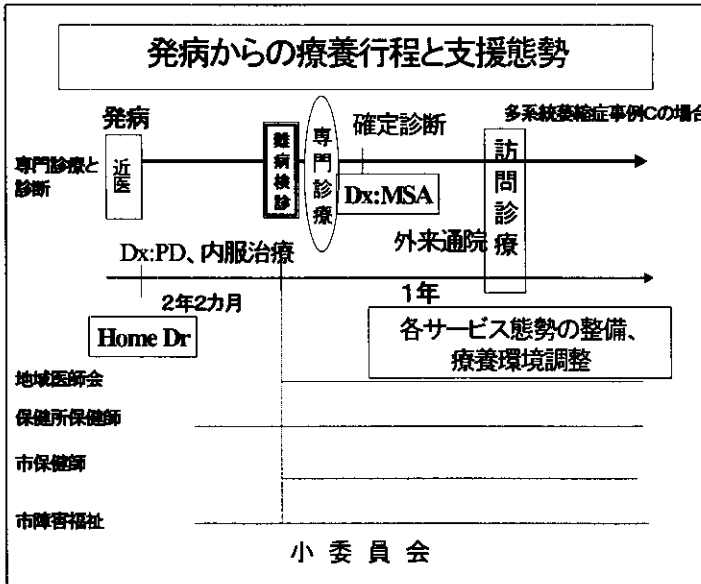 発病からの療養行程と支援態勢
多系統萎縮症事例Cの場合
発病
確定診断
専門診療と
診断
近医
難病検診
専門診療
訪問診療
Dx:MSA
外来通院
Dx:PD、内服治療
2年2カ月
1年
Home Dr
各サービス態勢の整備、
療養環境調整
地域医師会
保健所保健師
市保健師
市障害福祉
小委員会